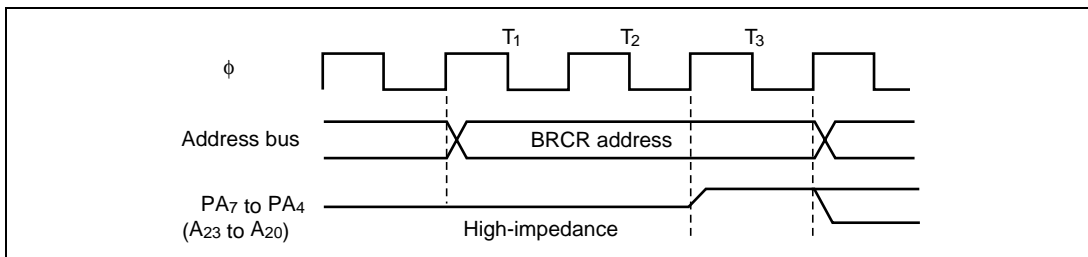 T1 T2 T3
φ
Address bus BRCR address
PA7 to PA4
(A23 to A20) High-impedance